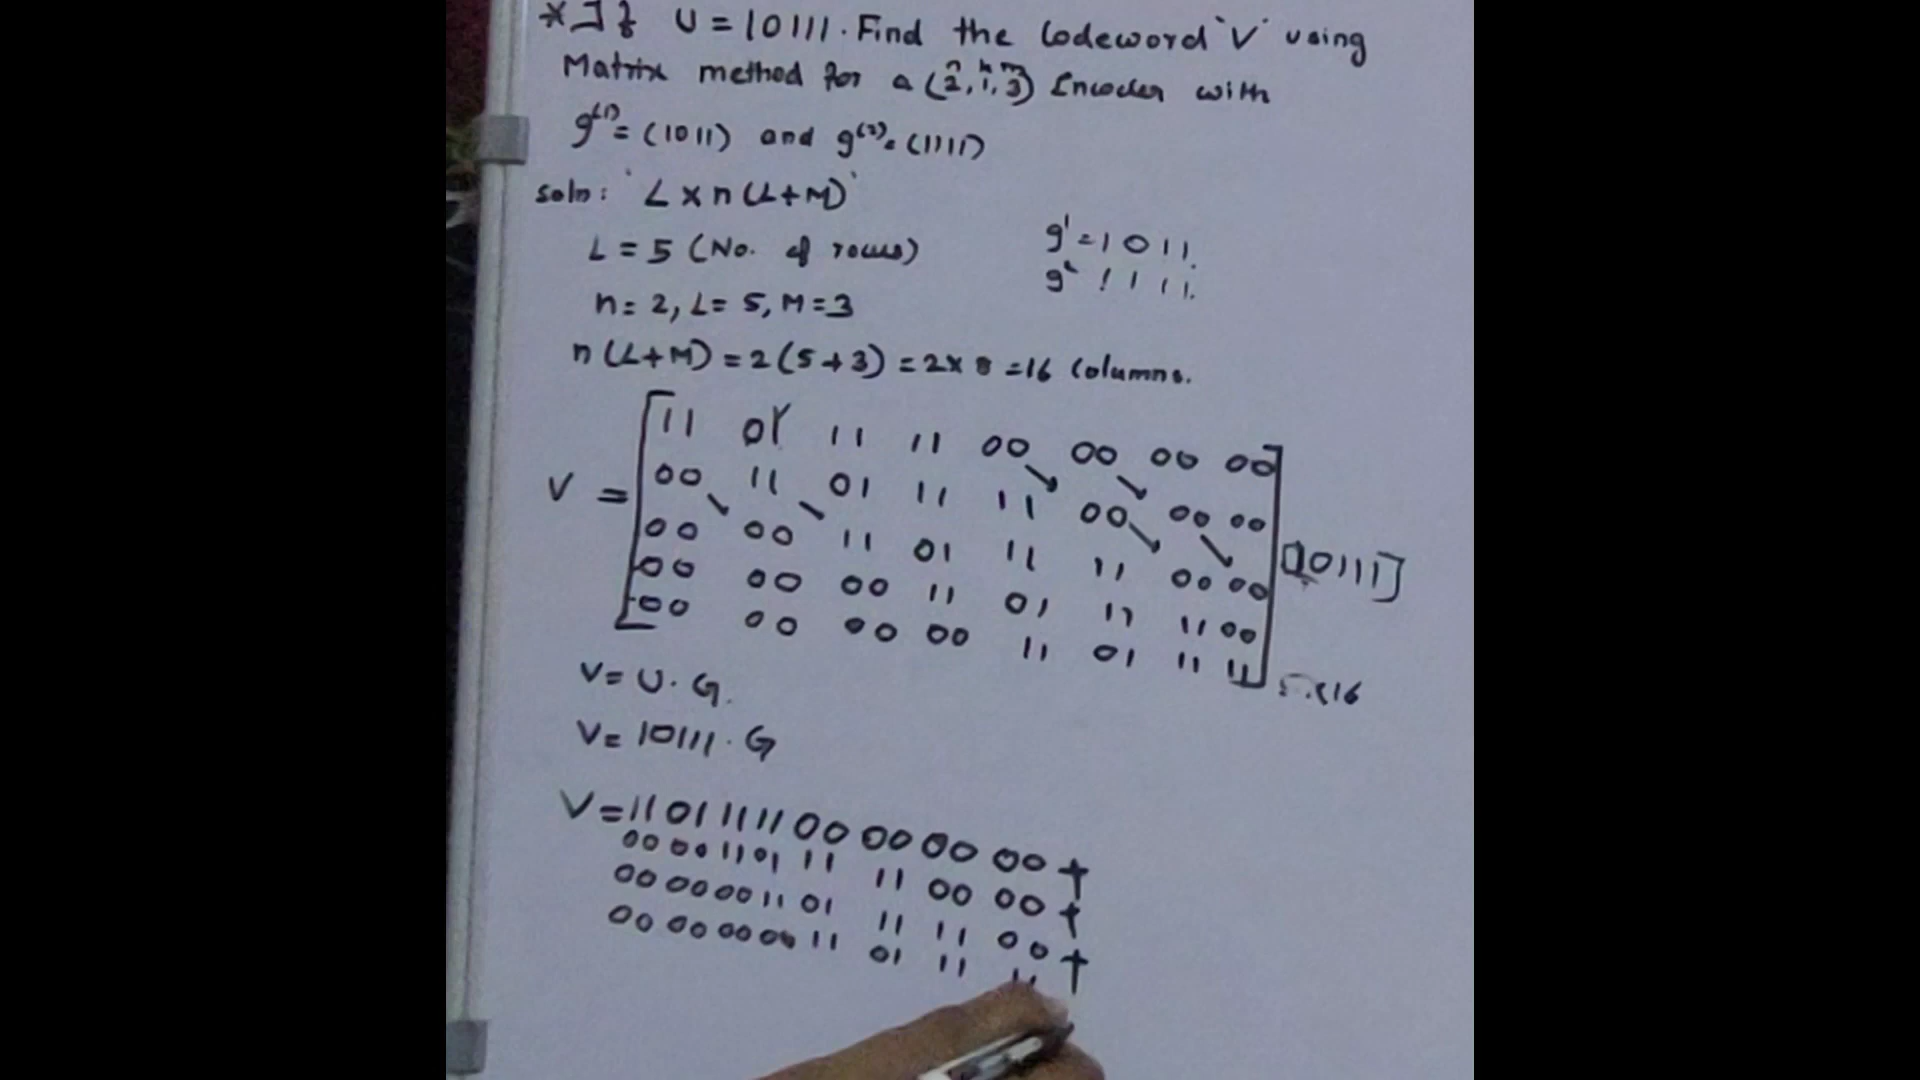 *If U = 10111. Find the Codeword 'V' using
Matrix method for a (2, 1, 3) Encoder with
n k m
g(1) = (1011) and g(2) = (1111)
soln: 'L x n (L+M)'
L = 5 (No. of rows)
g1 = 1 0 1 1.
g2 1 1 1 1.
n = 2, L = 5, M = 3
n (L+M) = 2 (5+3) = 2 x 8 = 16 Columns.
11 01 11 11 00 00 00 00
V = 00 11 01 11 11 00 00 00
00 00 11 01 11 11 00 00 [10111]
00 00 00 11 01 11 11 00
00 00 00 00 11 01 11 11
x16
V = U . G.
V = 10111 . G
V = 11 01 11 11 00 00 00 00 +
00 00 11 01 11 11 00 00 +
00 00 00 11 01 11 11 00 +
00 00 00 00 11 01 11 11